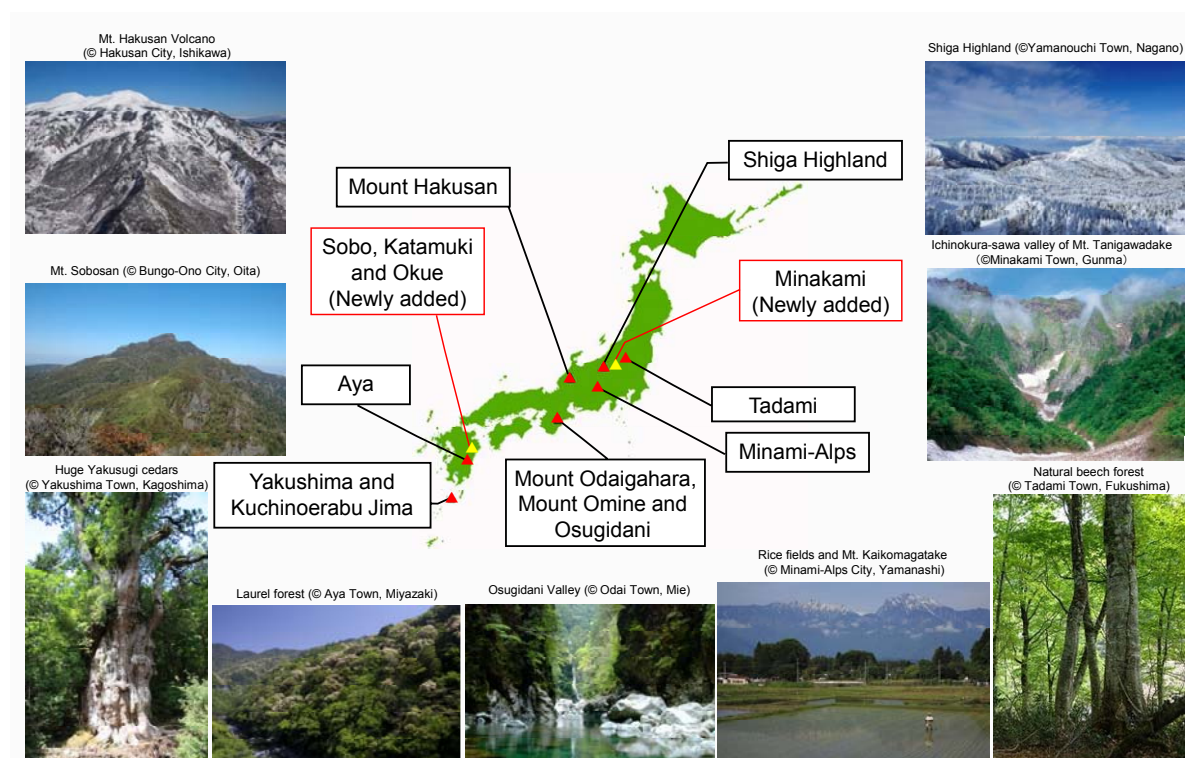 Mt. Hakusan Volcano
(© Hakusan City, Ishikawa)
Shiga Highland (©Yamanouchi Town, Nagano)
Shiga Highland
Mount Hakusan
Sobo, Katamuki
and Okue
(Newly added)
Minakami
(Newly added)
Ichinokura-sawa valley of Mt. Tanigawadake
（©Minakami Town, Gunma）
Mt. Sobosan (© Bungo-Ono City, Oita)
Aya
Tadami
Minami-Alps
Yakushima and
Kuchinoerabu Jima
Mount Odaigahara,
Mount Omine and
Osugidani
Huge Yakusugi cedars
(© Yakushima Town, Kagoshima)
Natural beech forest
(© Tadami Town, Fukushima)
Rice fields and Mt. Kaikomagatake
(© Minami-Alps City, Yamanashi)
Laurel forest (© Aya Town, Miyazaki)
Osugidani Valley (© Odai Town, Mie)